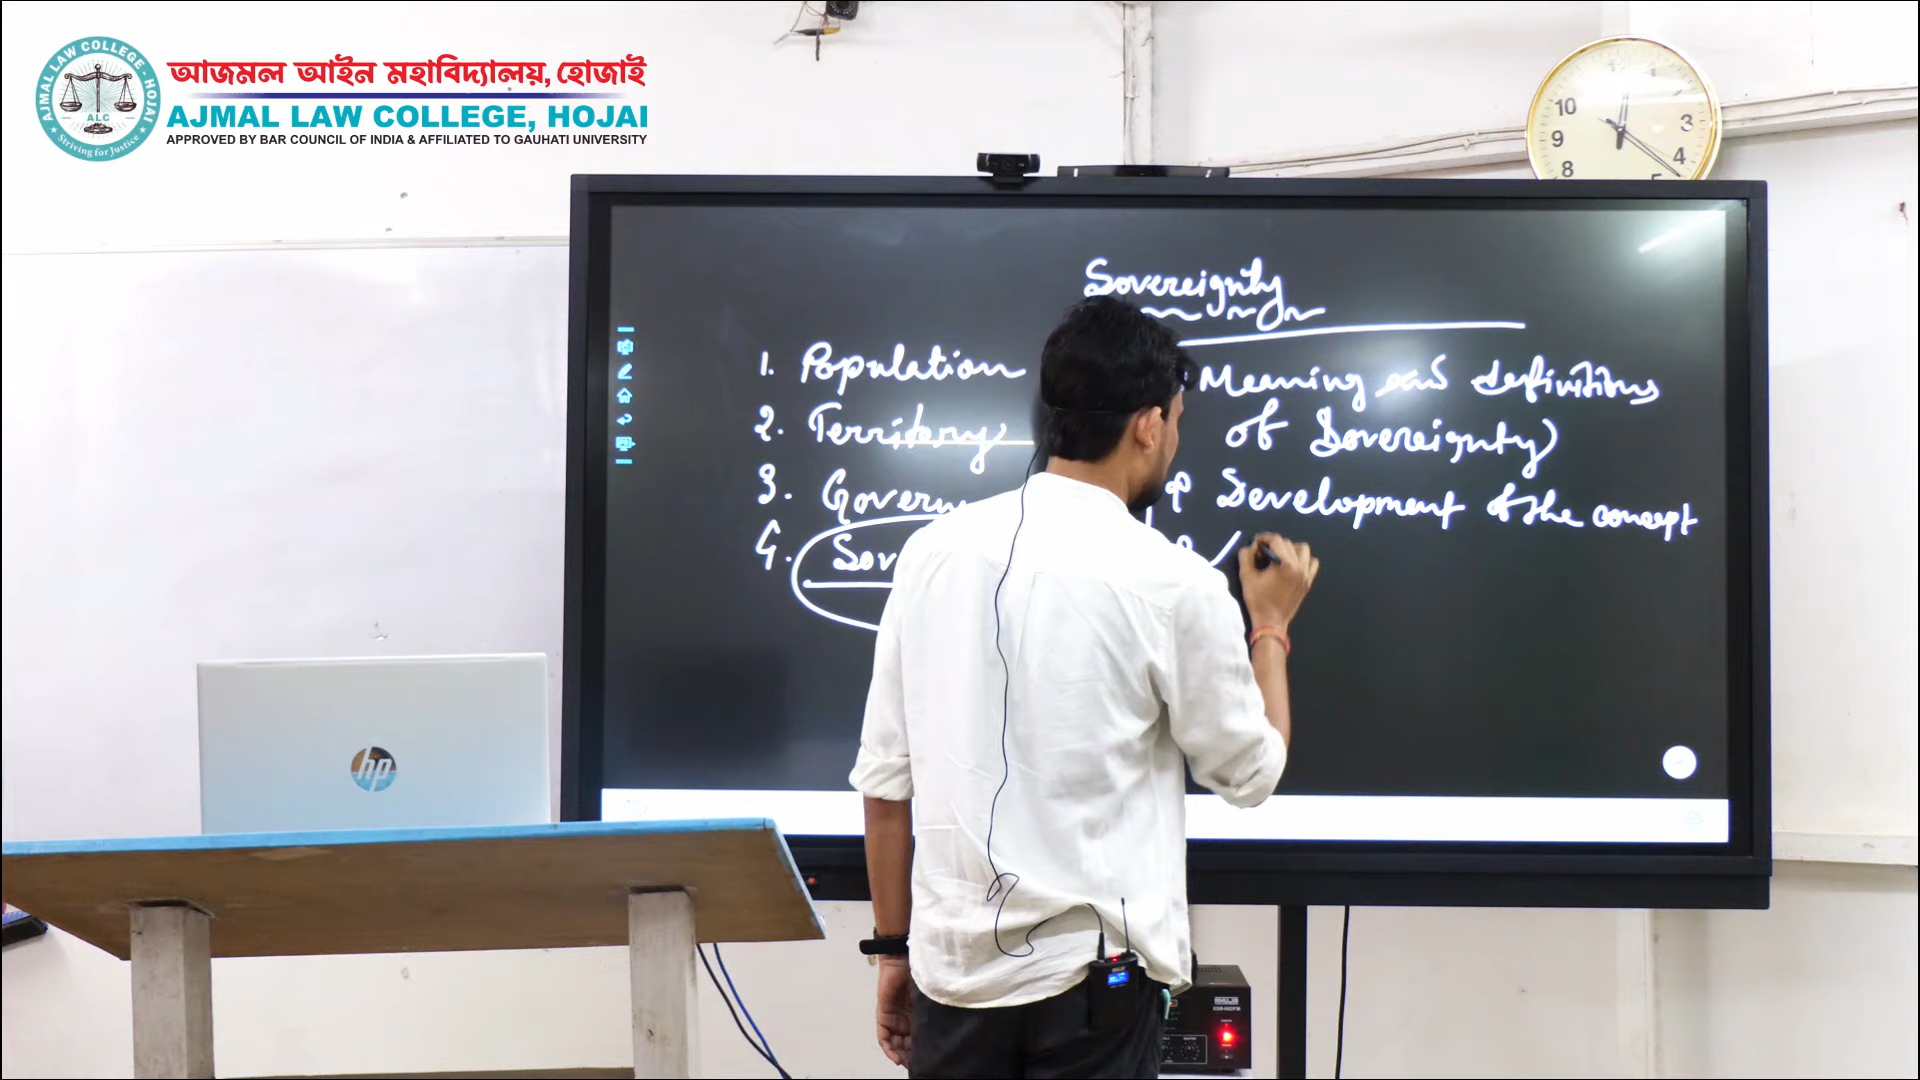 আজমল আইন মহাবিদ্যালয়, হোজাই
AJMAL LAW COLLEGE, HOJAI
APPROVED BY BAR COUNCIL OF INDIA & AFFILIATED TO GAUHATI UNIVERSITY
AJMAL LAW COLLEGE - HOJAI
ALC
Striving for Justice
10
9
8
3
4
Sovereignty
1. Population
2. Territory
3. Govern
4. Sov
Meaning and definitions
of Sovereignty)
Development of the concept
hp
AHUJA